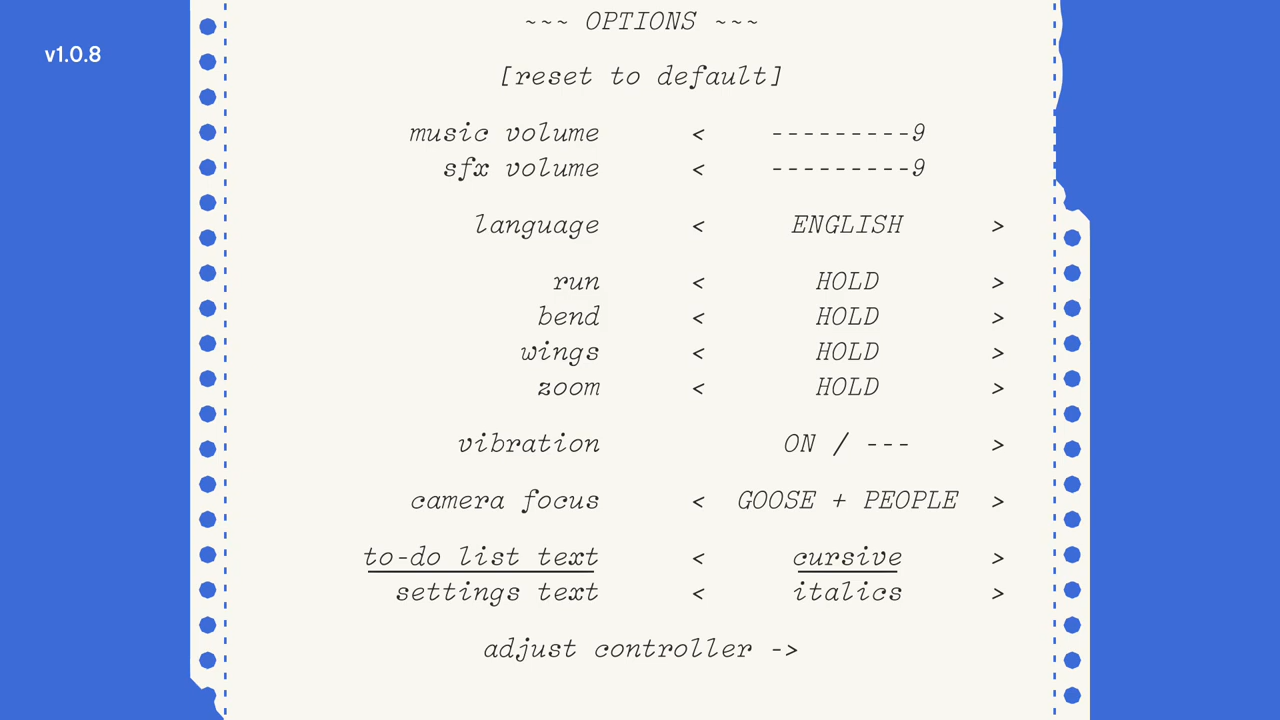 ~~~ OPTIONS ~~~
v1.0.8
[reset to default]
music volume < ---------9
sfx volume < ---------9
language < ENGLISH >
run < HOLD >
bend < HOLD >
wings < HOLD >
zoom < HOLD >
vibration ON / --- >
camera focus < GOOSE + PEOPLE >
to-do list text < cursive >
settings text < italics >
adjust controller ->